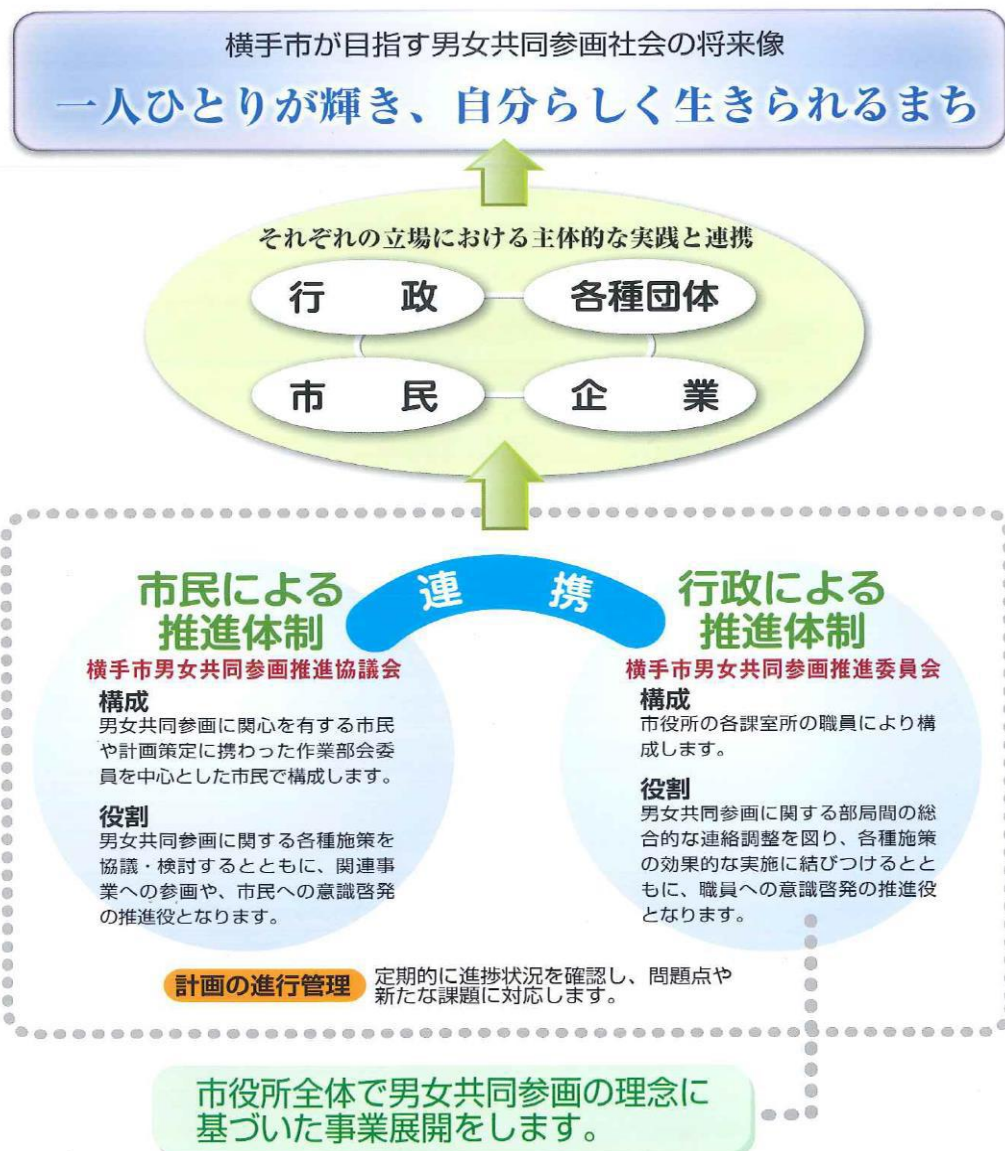 横手市が目指す男女共同参画社会の将来像
一人ひとりが輝き、自分らしく生きられるまち
それぞれの立場における主体的な実践と連携
行　政
各種団体
市　民
企　業
連　携
市民による
推進体制
横手市男女共同参画推進協議会
構成
男女共同参画に関心を有する市民
や計画策定に携わった作業部会委
員を中心とした市民で構成します。
役割
男女共同参画に関する各種施策を
協議・検討するとともに、関連事
業への参画や、市民への意識啓発
の推進役となります。
行政による
推進体制
横手市男女共同参画推進委員会
構成
市役所の各課室所の職員により構
成します。
役割
男女共同参画に関する部局間の総
合的な連絡調整を図り、各種施策
の効果的な実施に結びつけるとと
もに、職員への意識啓発の推進役
となります。
計画の進行管理
定期的に進捗状況を確認し、問題点や
新たな課題に対応します。
市役所全体で男女共同参画の理念に
基づいた事業展開をします。